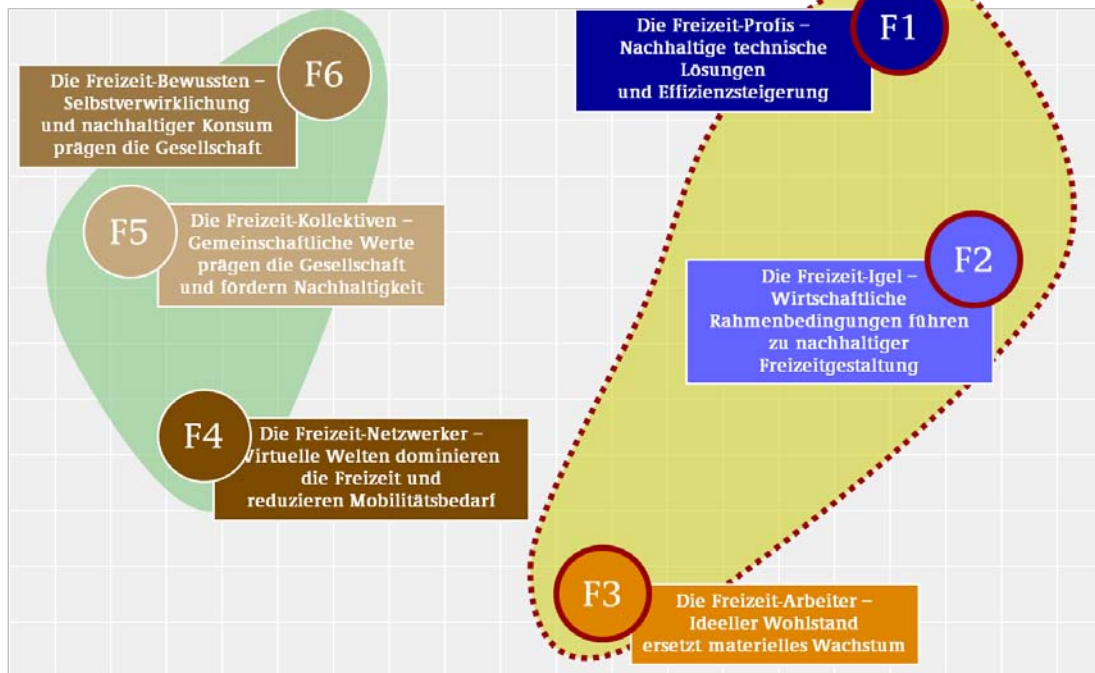 F6
Die Freizeit-Bewussten –
Selbstverwirklichung
und nachhaltiger Konsum
prägen die Gesellschaft
F1
Die Freizeit-Profis –
Nachhaltige technische
Lösungen
und Effizienzsteigerung
F5
Die Freizeit-Kollektiven –
Gemeinschaftliche Werte
prägen die Gesellschaft
und fördern Nachhaltigkeit
F2
Die Freizeit-Igel –
Wirtschaftliche
Rahmenbedingungen führen
zu nachhaltiger
Freizeitgestaltung
F4
Die Freizeit-Netzwerker –
Virtuelle Welten dominieren
die Freizeit und
reduzieren Mobilitätsbedarf
F3
Die Freizeit-Arbeiter –
Ideeller Wohlstand
ersetzt materielles Wachstum